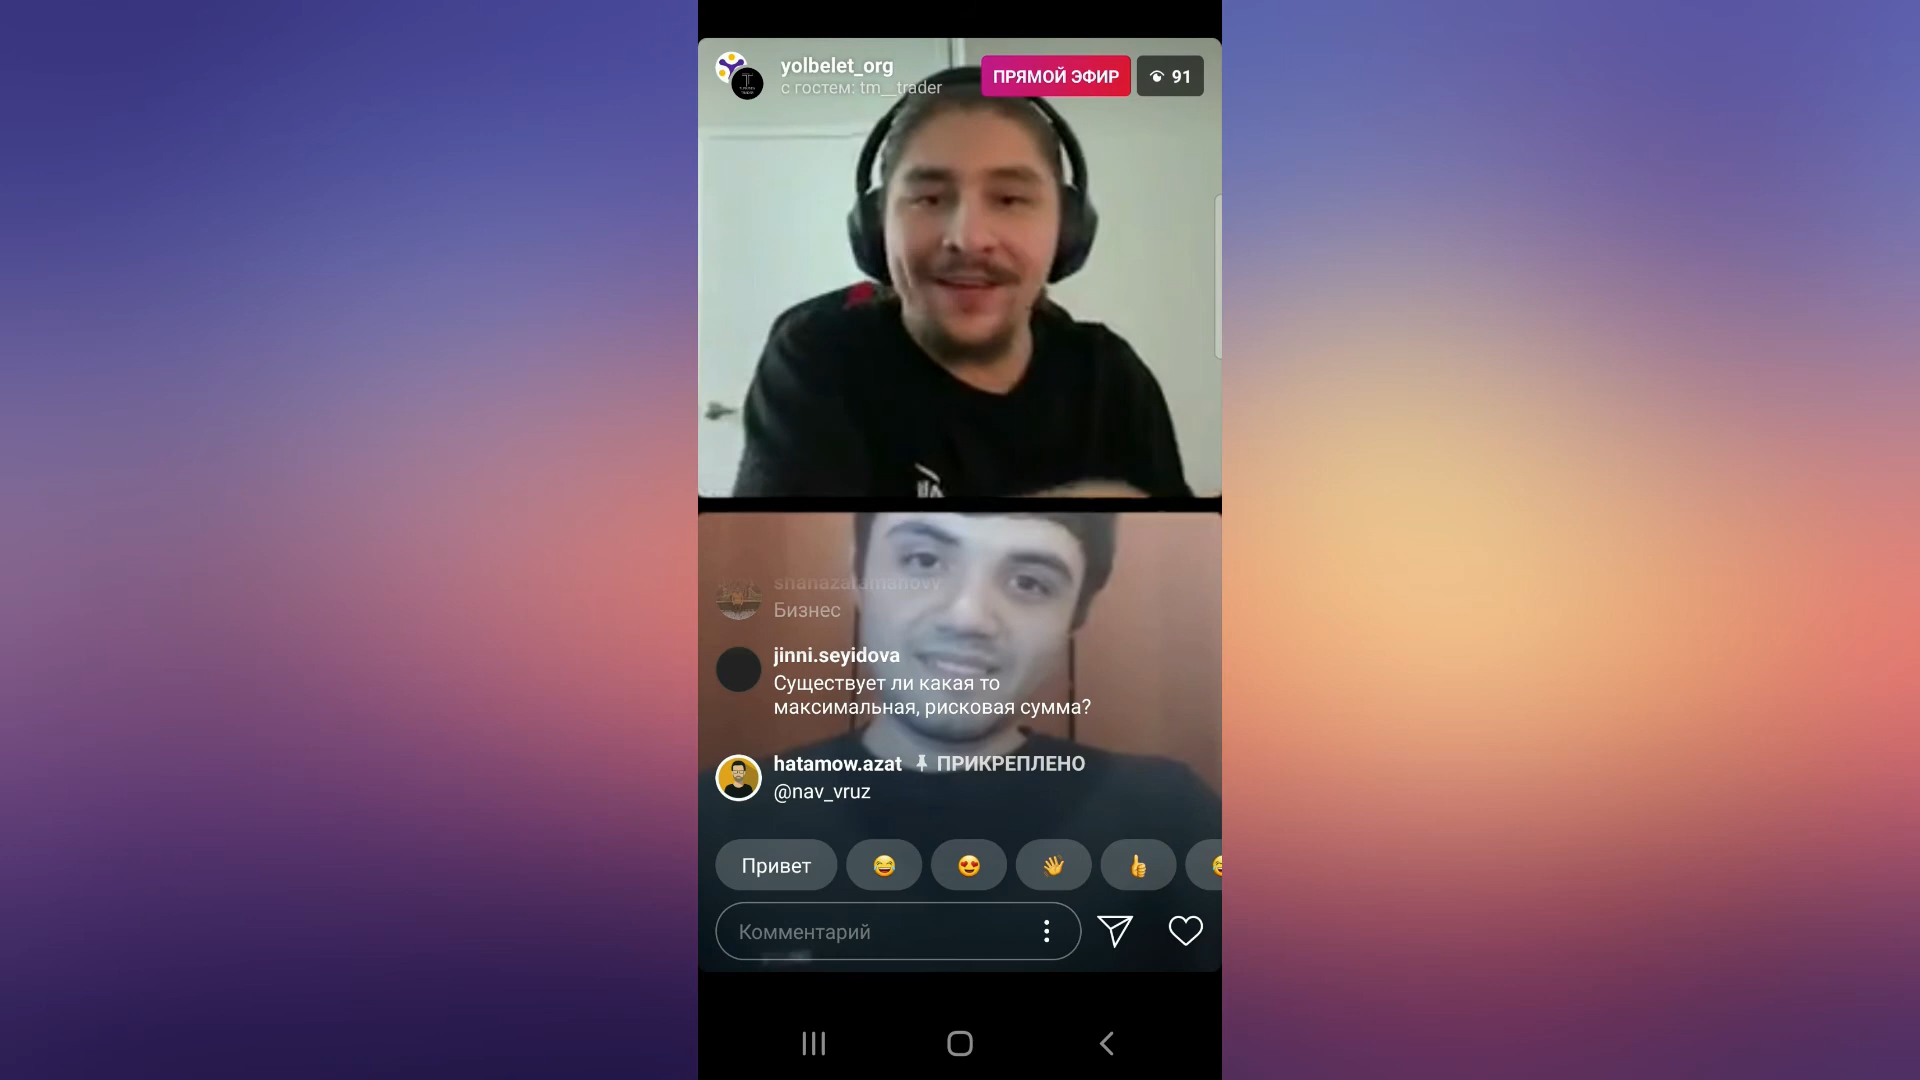 yolbelet_org
с гостем: tm__trader
ПРЯМОЙ ЭФИР
91
shanazatamanovv
Бизнес
jinni.seyidova
Существует ли какая то
максимальная, рисковая сумма?
hatamow.azat ПРИКРЕПЛЕНО
@nav_vruz
Привет
Комментарий